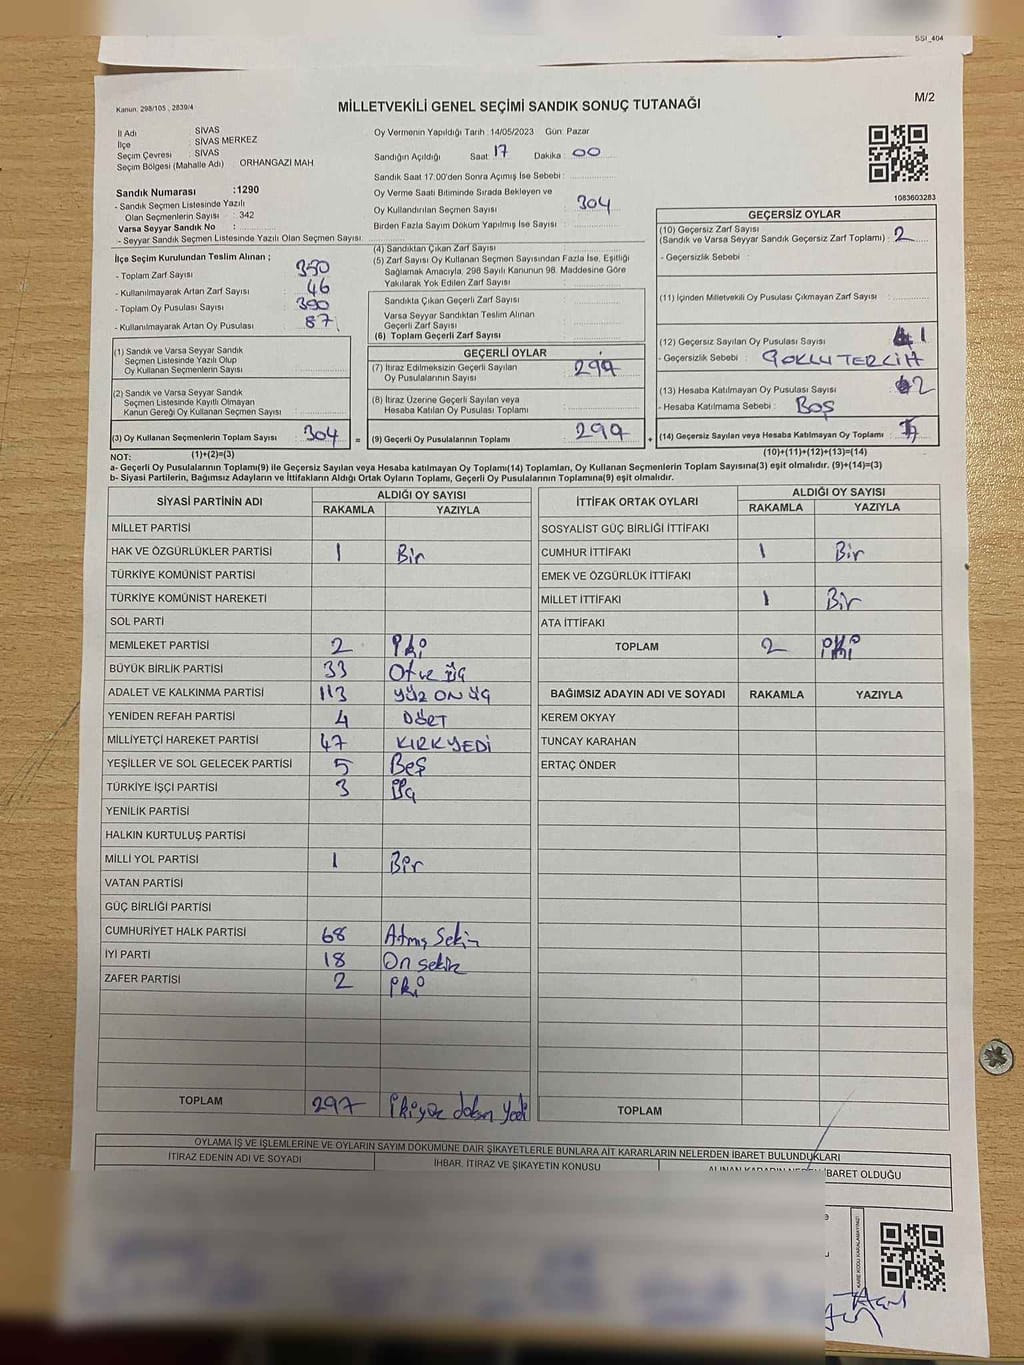 SSI_404
Kanun: 298/105 ; 2839/4
MİLLETVEKİLİ GENEL SEÇİMİ SANDIK SONUÇ TUTANAĞI
M/2
İl Adı : SİVAS
İlçe : SİVAS MERKEZ
Seçim Çevresi : SİVAS
Seçim Bölgesi (Mahalle Adı) : ORHANGAZI MAH.
Sandık Numarası :1290
- Sandık Seçmen Listesinde Yazılı
Olan Seçmenlerin Sayısı : 342
Varsa Seyyar Sandık No :
- Seyyar Sandık Seçmen Listesinde Yazılı Olan Seçmen Sayısı:
İlçe Seçim Kurulundan Teslim Alınan ;
- Toplam Zarf Sayısı : 350
- Kullanılmayarak Artan Zarf Sayısı : 46
- Toplam Oy Pusulası Sayısı : 390
- Kullanılmayarak Artan Oy Pusulası : 87
(1) Sandık ve Varsa Seyyar Sandık
Seçmen Listesinde Yazılı Olup
Oy Kullanan Seçmenlerin Sayısı :
(2) Sandık ve Varsa Seyyar Sandık
Seçmen Listesinde Kayıtlı Olmayan
Kanun Gereği Oy Kullanan Seçmen Sayısı :
(3) Oy Kullanan Seçmenlerin Toplam Sayısı : 304 =
(1)+(2)=(3)
Oy Vermenin Yapıldığı Tarih : 14/05/2023 Gün: Pazar
Sandığın Açıldığı Saat : 17 Dakika : 00
Sandık Saat 17:00'den Sonra Açımış İse Sebebi :
Oy Verme Saati Bitiminde Sırada Bekleyen ve
Oy Kullandırılan Seçmen Sayısı : 304
Birden Fazla Sayım Döküm Yapılmış İse Sayısı :
(4) Sandıktan Çıkan Zarf Sayısı
(5) Zarf Sayısı Oy Kullanan Seçmen Sayısından Fazla İse, Eşitliği
Sağlamak Amacıyla, 298 Sayılı Kanunun 98. Maddesine Göre
Yakılarak Yok Edilen Zarf Sayısı :
Sandıkta Çıkan Geçerli Zarf Sayısı :
Varsa Seyyar Sandıktan Teslim Alınan
Geçerli Zarf Sayısı :
(6) Toplam Geçerli Zarf Sayısı :
GEÇERLİ OYLAR
(7) İtiraz Edilmeksizin Geçerli Sayılan
Oy Pusulalarının Sayısı : 299
(8) İtiraz Üzerine Geçerli Sayılan veya
Hesaba Katılan Oy Pusulası Toplamı :
(9) Geçerli Oy Pusulalarının Toplamı : 299 +
1083603283
GEÇERSİZ OYLAR
(10) Geçersiz Zarf Sayısı
(Sandık ve Varsa Seyyar Sandık Geçersiz Zarf Toplamı) : 2
- Geçersizlik Sebebi :
(11) İçinden Milletvekili Oy Pusulası Çıkmayan Zarf Sayısı :
(12) Geçersiz Sayılan Oy Pusulası Sayısı : 1
- Geçersizlik Sebebi : ÇOKLU TERCİH
(13) Hesaba Katılmayan Oy Pusulası Sayısı : 2
- Hesaba Katılmama Sebebi : BOŞ
(14) Geçersiz Sayılan veya Hesaba Katılmayan Oy Toplamı :
(10)+(11)+(12)+(13)=(14)
NOT:
a- Geçerli Oy Pusulalarının Toplamı(9) ile Geçersiz Sayılan veya Hesaba katılmayan Oy Toplamı(14) Toplamları, Oy Kullanan Seçmenlerin Toplam Sayısına(3) eşit olmalıdır. (9)+(14)=(3)
b- Siyasi Partilerin, Bağımsız Adayların ve İttifakların Aldığı Ortak Oyların Toplamı, Geçerli Oy Pusulalarının Toplamına(9) eşit olmalıdır.
SİYASİ PARTİNİN ADI ALDIĞI OY SAYISI
RAKAMLA YAZIYLA
MİLLET PARTİSİ
HAK VE ÖZGÜRLÜKLER PARTİSİ 1 Bir
TÜRKİYE KOMÜNİST PARTİSİ
TÜRKİYE KOMÜNİST HAREKETİ
SOL PARTİ
MEMLEKET PARTİSİ 2 İki
BÜYÜK BİRLİK PARTİSİ 33 Otuz üç
ADALET VE KALKINMA PARTİSİ 113 YÜZ ON ÜÇ
YENİDEN REFAH PARTİSİ 4 DÖRT
MİLLİYETÇİ HAREKET PARTİSİ 47 KIRKYEDİ
YEŞİLLER VE SOL GELECEK PARTİSİ 5 Beş
TÜRKİYE İŞÇİ PARTİSİ 3 Üç
YENİLİK PARTİSİ
HALKIN KURTULUŞ PARTİSİ
MİLLİ YOL PARTİSİ 1 Bir
VATAN PARTİSİ
GÜÇ BİRLİĞİ PARTİSİ
CUMHURİYET HALK PARTİSİ 68 Atmış Sekiz
İYİ PARTİ 18 On sekiz
ZAFER PARTİSİ 2 İki
TOPLAM 297 İkiyüz doksan Yedi
İTTİFAK ORTAK OYLARI ALDIĞI OY SAYISI
RAKAMLA YAZIYLA
SOSYALİST GÜÇ BİRLİĞİ İTTİFAKI
CUMHUR İTTİFAKI 1 Bir
EMEK VE ÖZGÜRLÜK İTTİFAKI
MİLLET İTTİFAKI 1 Bir
ATA İTTİFAKI
TOPLAM 2 İki
BAĞIMSIZ ADAYIN ADI VE SOYADI RAKAMLA YAZIYLA
KEREM OKYAY
TUNCAY KARAHAN
ERTAÇ ÖNDER
TOPLAM
OYLAMA İŞ VE İŞLEMLERİNE VE OYLARIN SAYIM DÖKÜMÜNE DAİR ŞİKAYETLERLE BUNLARA AİT KARARLARIN NELERDEN İBARET BULUNDUKLARI
İTİRAZ EDENİN ADI VE SOYADI İHBAR, İTİRAZ VE ŞİKAYETİN KONUSU ALINAN KARARIN NEDEN İBARET OLDUĞU